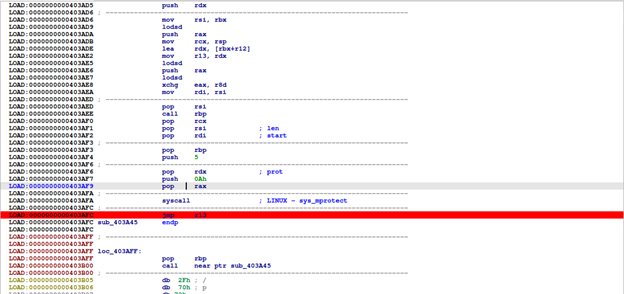 LOAD:0000000000403AD5 push rdx
LOAD:0000000000403AD6 ; ---------------------------------------------------------------------------
LOAD:0000000000403AD6 mov rsi, rbx
LOAD:0000000000403AD9 lodsd
LOAD:0000000000403ADA push rax
LOAD:0000000000403ADB mov rcx, rsp
LOAD:0000000000403ADE lea rdx, [rbx+r12]
LOAD:0000000000403AE2 mov r13, rdx
LOAD:0000000000403AE5 lodsd
LOAD:0000000000403AE6 push rax
LOAD:0000000000403AE7 lodsd
LOAD:0000000000403AE8 xchg eax, r8d
LOAD:0000000000403AEA mov rdi, rsi
LOAD:0000000000403AED ; ---------------------------------------------------------------------------
LOAD:0000000000403AED pop rsi
LOAD:0000000000403AEE call rbp
LOAD:0000000000403AF0 pop rcx
LOAD:0000000000403AF1 pop rsi ; len
LOAD:0000000000403AF2 pop rdi ; start
LOAD:0000000000403AF3 ; ---------------------------------------------------------------------------
LOAD:0000000000403AF3 pop rbp
LOAD:0000000000403AF4 push 5
LOAD:0000000000403AF6 ; ---------------------------------------------------------------------------
LOAD:0000000000403AF6 pop rdx ; prot
LOAD:0000000000403AF7 push 0Ah
LOAD:0000000000403AF9 pop rax
LOAD:0000000000403AFA ; ---------------------------------------------------------------------------
LOAD:0000000000403AFA syscall ; LINUX - sys_mprotect
LOAD:0000000000403AFC ; ---------------------------------------------------------------------------
LOAD:0000000000403AFC jmp r13
LOAD:0000000000403AFC sub_403A45 endp
LOAD:0000000000403AFC
LOAD:0000000000403AFF ; ---------------------------------------------------------------------------
LOAD:0000000000403AFF
LOAD:0000000000403AFF loc_403AFF:
LOAD:0000000000403AFF pop rbp
LOAD:0000000000403B00 call near ptr sub_403A45
LOAD:0000000000403B00 ; ---------------------------------------------------------------------------
LOAD:0000000000403B05 db 2Fh ; /
LOAD:0000000000403B06 db 70h ; p